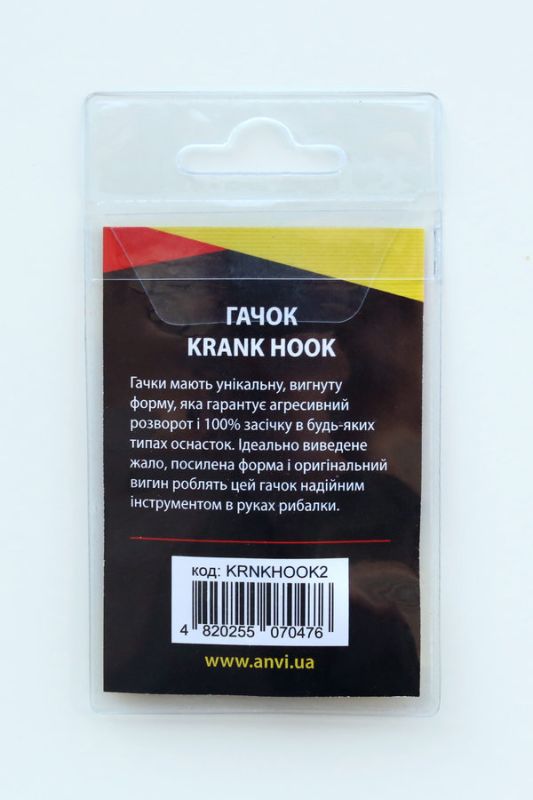 ГАЧОК
KRANK HOOK
Гачки мають унікальну, вигнуту
форму, яка гарантує агресивний
розворот і 100% засічку в будь-яких
типах оснасток. Ідеально виведене
жало, посилена форма і оригінальний
вигин роблять цей гачок надійним
інструментом в руках рибалки.
код: KRNKHOOK2
4 820255 070476
www.anvi.ua